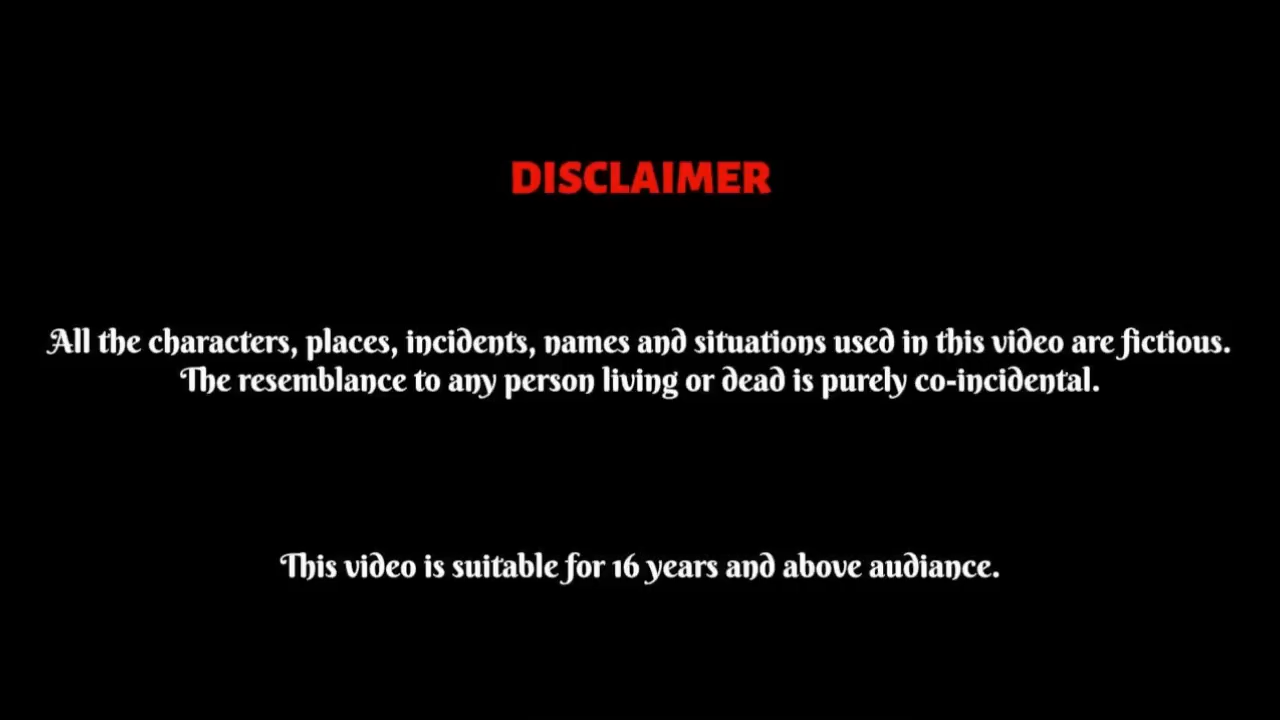 DISCLAIMER
All the characters, places, incidents, names and situations used in this video are fictious.
The resemblance to any person living or dead is purely co-incidental.
This video is suitable for 16 years and above audiance.